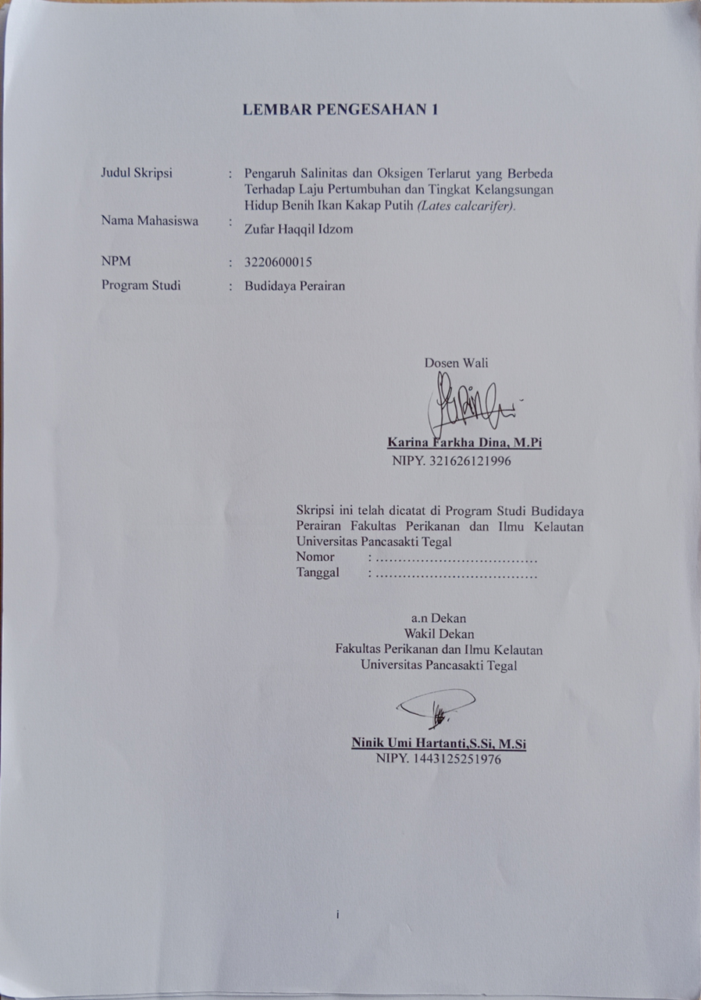 LEMBAR PENGESAHAN 1
Judul Skripsi : Pengaruh Salinitas dan Oksigen Terlarut yang Berbeda
Terhadap Laju Pertumbuhan dan Tingkat Kelangsungan
Hidup Benih Ikan Kakap Putih (Lates calcarifer).
Nama Mahasiswa : Zufar Haqqil Idzom
NPM : 3220600015
Program Studi : Budidaya Perairan
Dosen Wali
Karina Farkha Dina, M.Pi
NIPY. 321626121996
Skripsi ini telah dicatat di Program Studi Budidaya
Perairan Fakultas Perikanan dan Ilmu Kelautan
Universitas Pancasakti Tegal
Nomor : ....................................
Tanggal : ....................................
a.n Dekan
Wakil Dekan
Fakultas Perikanan dan Ilmu Kelautan
Universitas Pancasakti Tegal
Ninik Umi Hartanti,S.Si, M.Si
NIPY. 1443125251976
i